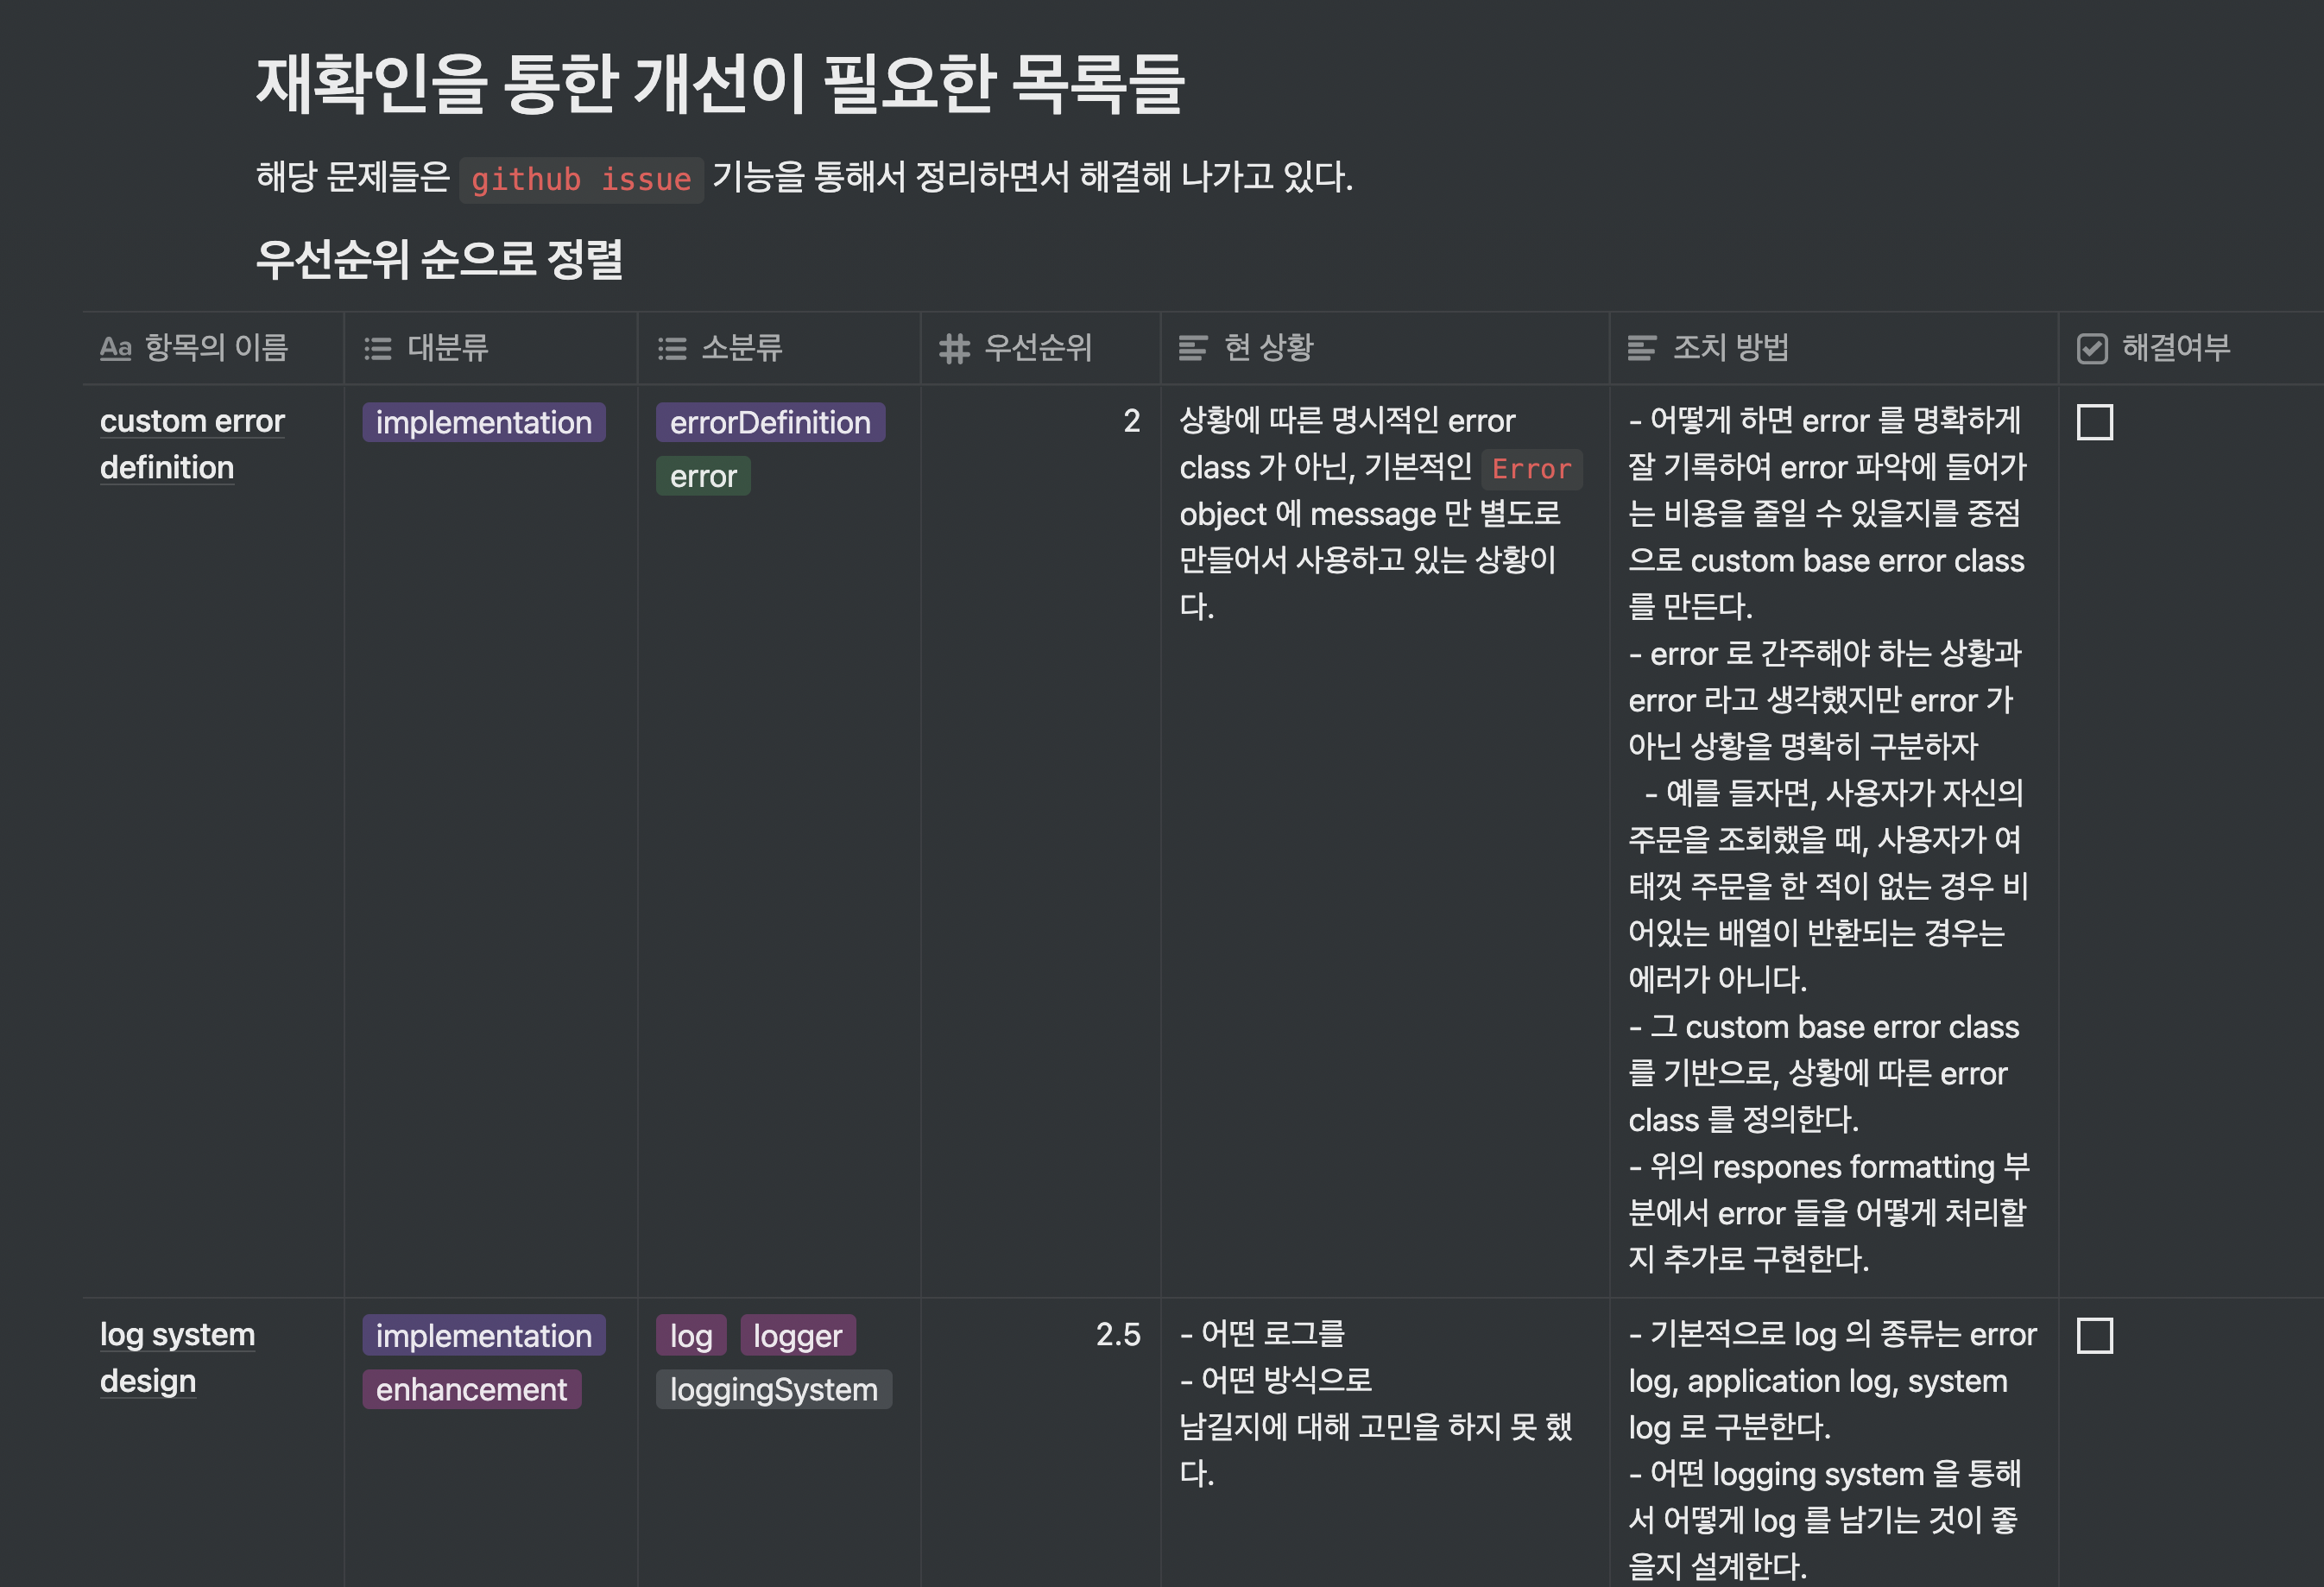 재확인을 통한 개선이 필요한 목록들
해당 문제들은 github issue 기능을 통해서 정리하면서 해결해 나가고 있다.
우선순위 순으로 정렬
Aa 항목의 이름
대분류
소분류
우선순위
현 상황
조치 방법
해결여부
custom error
definition
implementation
errorDefinition
error
2
상황에 따른 명시적인 error
class 가 아닌, 기본적인 Error
object 에 message 만 별도로
만들어서 사용하고 있는 상황이
다.
- 어떻게 하면 error 를 명확하게
잘 기록하여 error 파악에 들어가
는 비용을 줄일 수 있을지를 중점
으로 custom base error class
를 만든다.
- error 로 간주해야 하는 상황과
error 라고 생각했지만 error 가
아닌 상황을 명확히 구분하자
- 예를 들자면, 사용자가 자신의
주문을 조회했을 때, 사용자가 여
태껏 주문을 한 적이 없는 경우 비
어있는 배열이 반환되는 경우는
에러가 아니다.
- 그 custom base error class
를 기반으로, 상황에 따른 error
class 를 정의한다.
- 위의 respones formatting 부
분에서 error 들을 어떻게 처리할
지 추가로 구현한다.
log system
design
implementation
enhancement
log logger
loggingSystem
2.5
- 어떤 로그를
- 어떤 방식으로
남길지에 대해 고민을 하지 못 했
다.
- 기본적으로 log 의 종류는 error
log, application log, system
log 로 구분한다.
- 어떤 logging system 을 통해
서 어떻게 log 를 남기는 것이 좋
을지 설계한다.